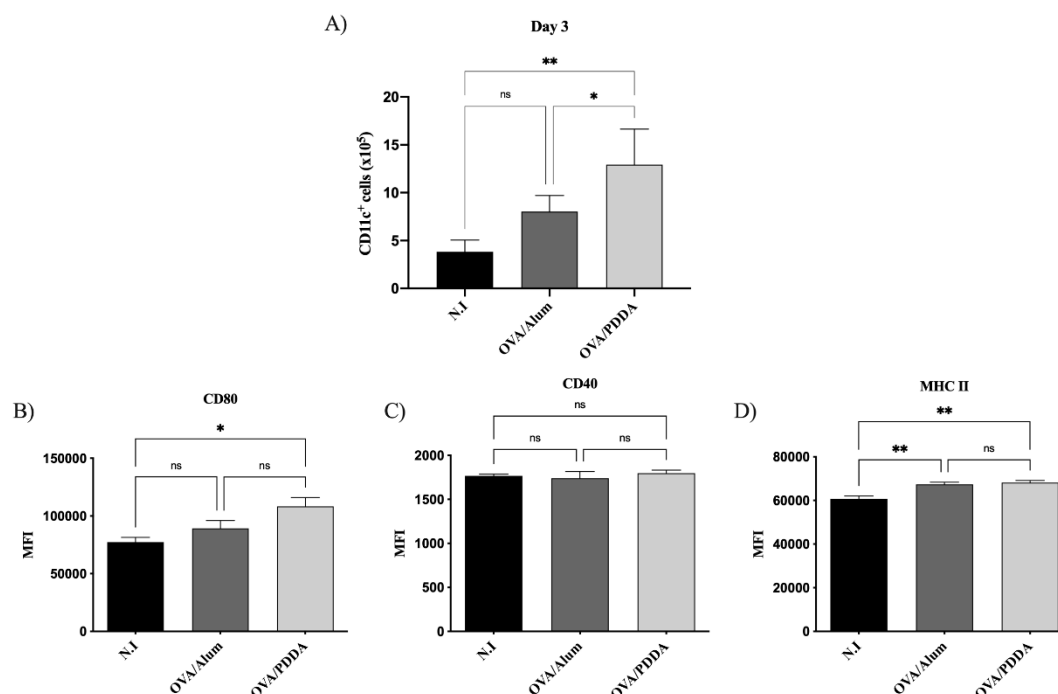 A)
Day 3
**
ns
*
CD11c⁺ cells (x10⁵)
20
15
10
5
0
N.I
OVA/Alum
OVA/PDDA
B)
CD80
*
ns
ns
MFI
150000
100000
50000
0
N.I
OVA/Alum
OVA/PDDA
C)
CD40
ns
ns
ns
MFI
2000
1500
1000
500
0
N.I
OVA/Alum
OVA/PDDA
D)
MHC II
**
**
ns
MFI
80000
60000
40000
20000
0
N.I
OVA/Alum
OVA/PDDA